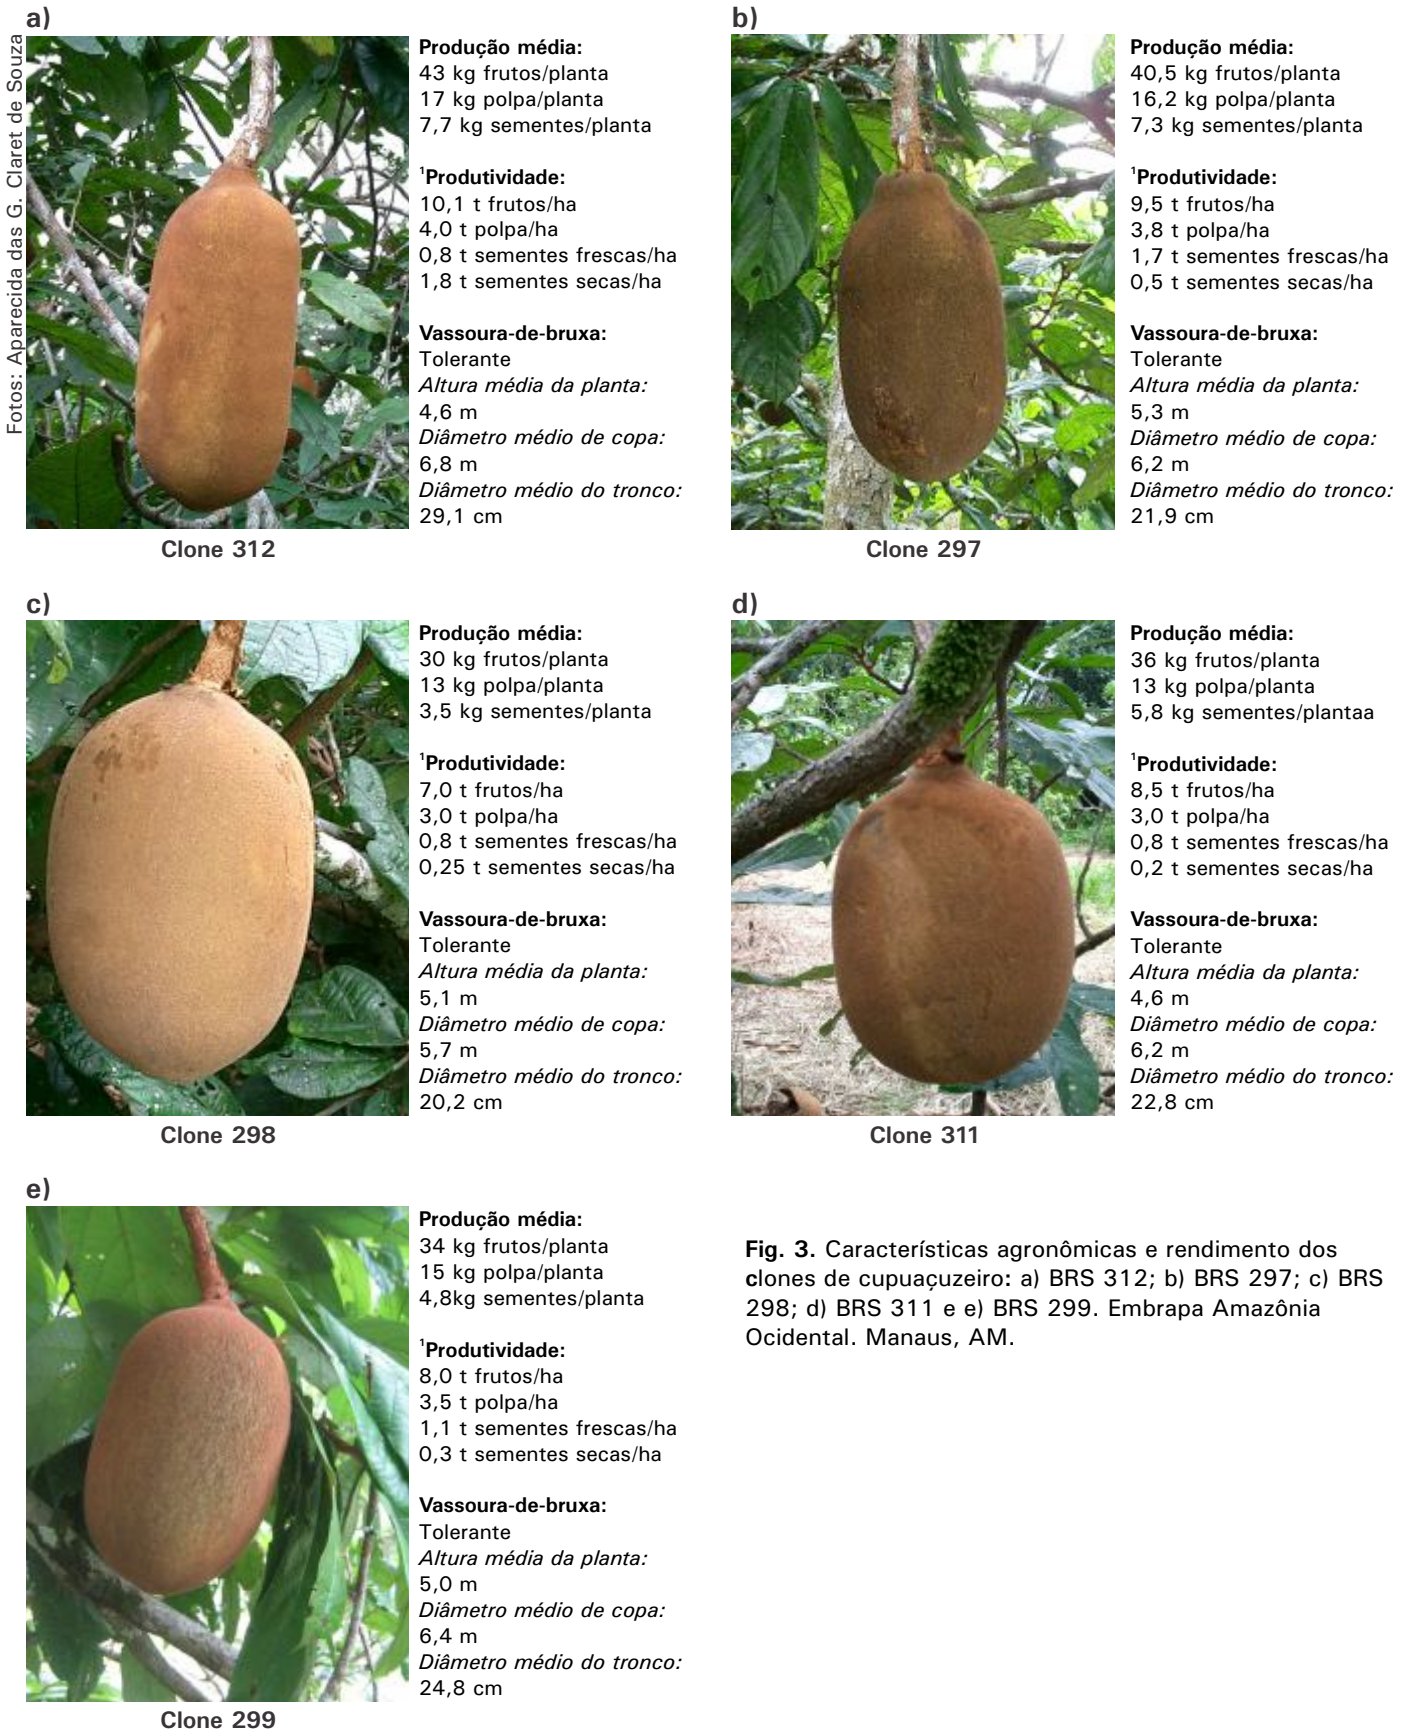 a)
Fotos: Aparecida das G. Claret de Souza
Produção média:
43 kg frutos/planta
17 kg polpa/planta
7,7 kg sementes/planta
¹Produtividade:
10,1 t frutos/ha
4,0 t polpa/ha
0,8 t sementes frescas/ha
1,8 t sementes secas/ha
Vassoura-de-bruxa:
Tolerante
Altura média da planta:
4,6 m
Diâmetro médio de copa:
6,8 m
Diâmetro médio do tronco:
29,1 cm
Clone 312
b)
Produção média:
40,5 kg frutos/planta
16,2 kg polpa/planta
7,3 kg sementes/planta
¹Produtividade:
9,5 t frutos/ha
3,8 t polpa/ha
1,7 t sementes frescas/ha
0,5 t sementes secas/ha
Vassoura-de-bruxa:
Tolerante
Altura média da planta:
5,3 m
Diâmetro médio de copa:
6,2 m
Diâmetro médio do tronco:
21,9 cm
Clone 297
c)
Produção média:
30 kg frutos/planta
13 kg polpa/planta
3,5 kg sementes/planta
¹Produtividade:
7,0 t frutos/ha
3,0 t polpa/ha
0,8 t sementes frescas/ha
0,25 t sementes secas/ha
Vassoura-de-bruxa:
Tolerante
Altura média da planta:
5,1 m
Diâmetro médio de copa:
5,7 m
Diâmetro médio do tronco:
20,2 cm
Clone 298
d)
Produção média:
36 kg frutos/planta
13 kg polpa/planta
5,8 kg sementes/plantaa
¹Produtividade:
8,5 t frutos/ha
3,0 t polpa/ha
0,8 t sementes frescas/ha
0,2 t sementes secas/ha
Vassoura-de-bruxa:
Tolerante
Altura média da planta:
4,6 m
Diâmetro médio de copa:
6,2 m
Diâmetro médio do tronco:
22,8 cm
Clone 311
e)
Produção média:
34 kg frutos/planta
15 kg polpa/planta
4,8kg sementes/planta
¹Produtividade:
8,0 t frutos/ha
3,5 t polpa/ha
1,1 t sementes frescas/ha
0,3 t sementes secas/ha
Vassoura-de-bruxa:
Tolerante
Altura média da planta:
5,0 m
Diâmetro médio de copa:
6,4 m
Diâmetro médio do tronco:
24,8 cm
Clone 299
Fig. 3. Características agronômicas e rendimento dos
clones de cupuaçuzeiro: a) BRS 312; b) BRS 297; c) BRS
298; d) BRS 311 e e) BRS 299. Embrapa Amazônia
Ocidental. Manaus, AM.